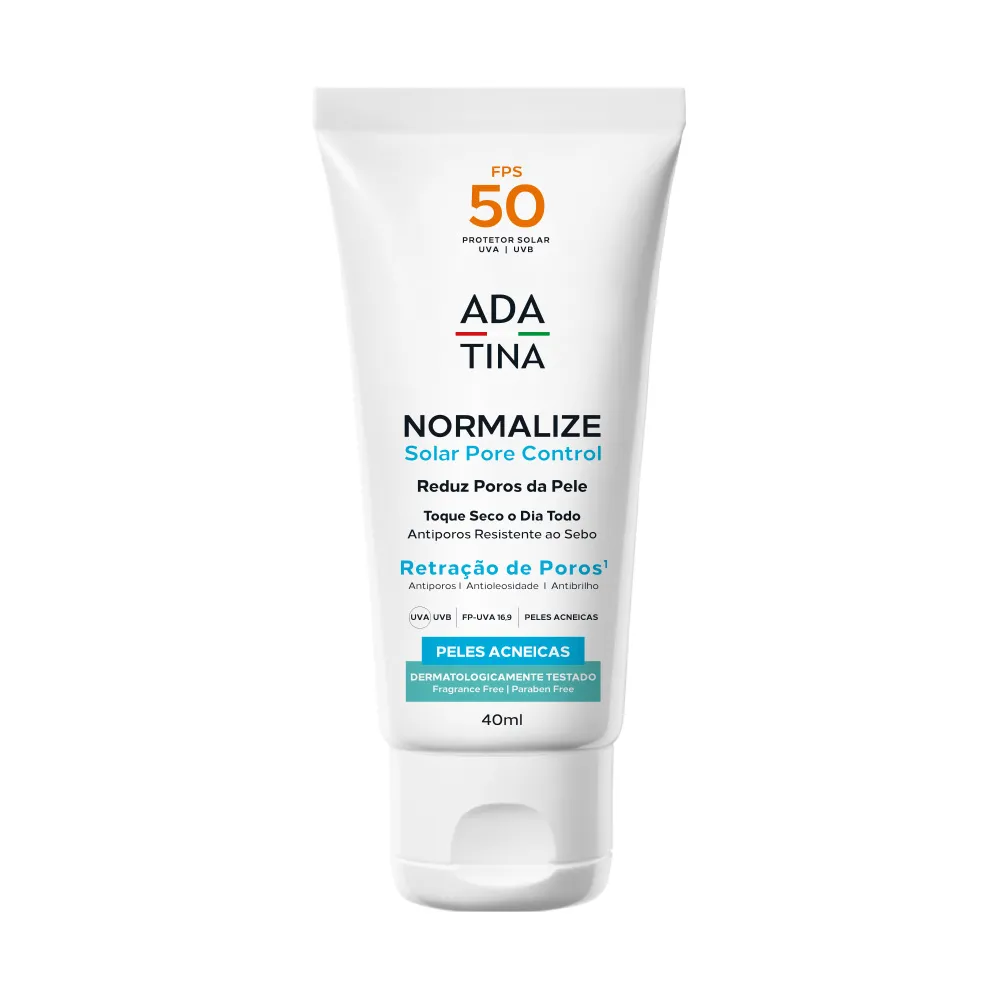 FPS
50
PROTETOR SOLAR
UVA | UVB
ADA
TINA
NORMALIZE
Solar Pore Control
Reduz Poros da Pele
Toque Seco o Dia Todo
Antiporos Resistente ao Sebo
Retração de Poros¹
Antiporos | Antioleosidade | Antibrilho
UVA UVB | FP-UVA 16,9 | PELES ACNEICAS
PELES ACNEICAS
DERMATOLOGICAMENTE TESTADO
Fragrance Free | Paraben Free
40ml